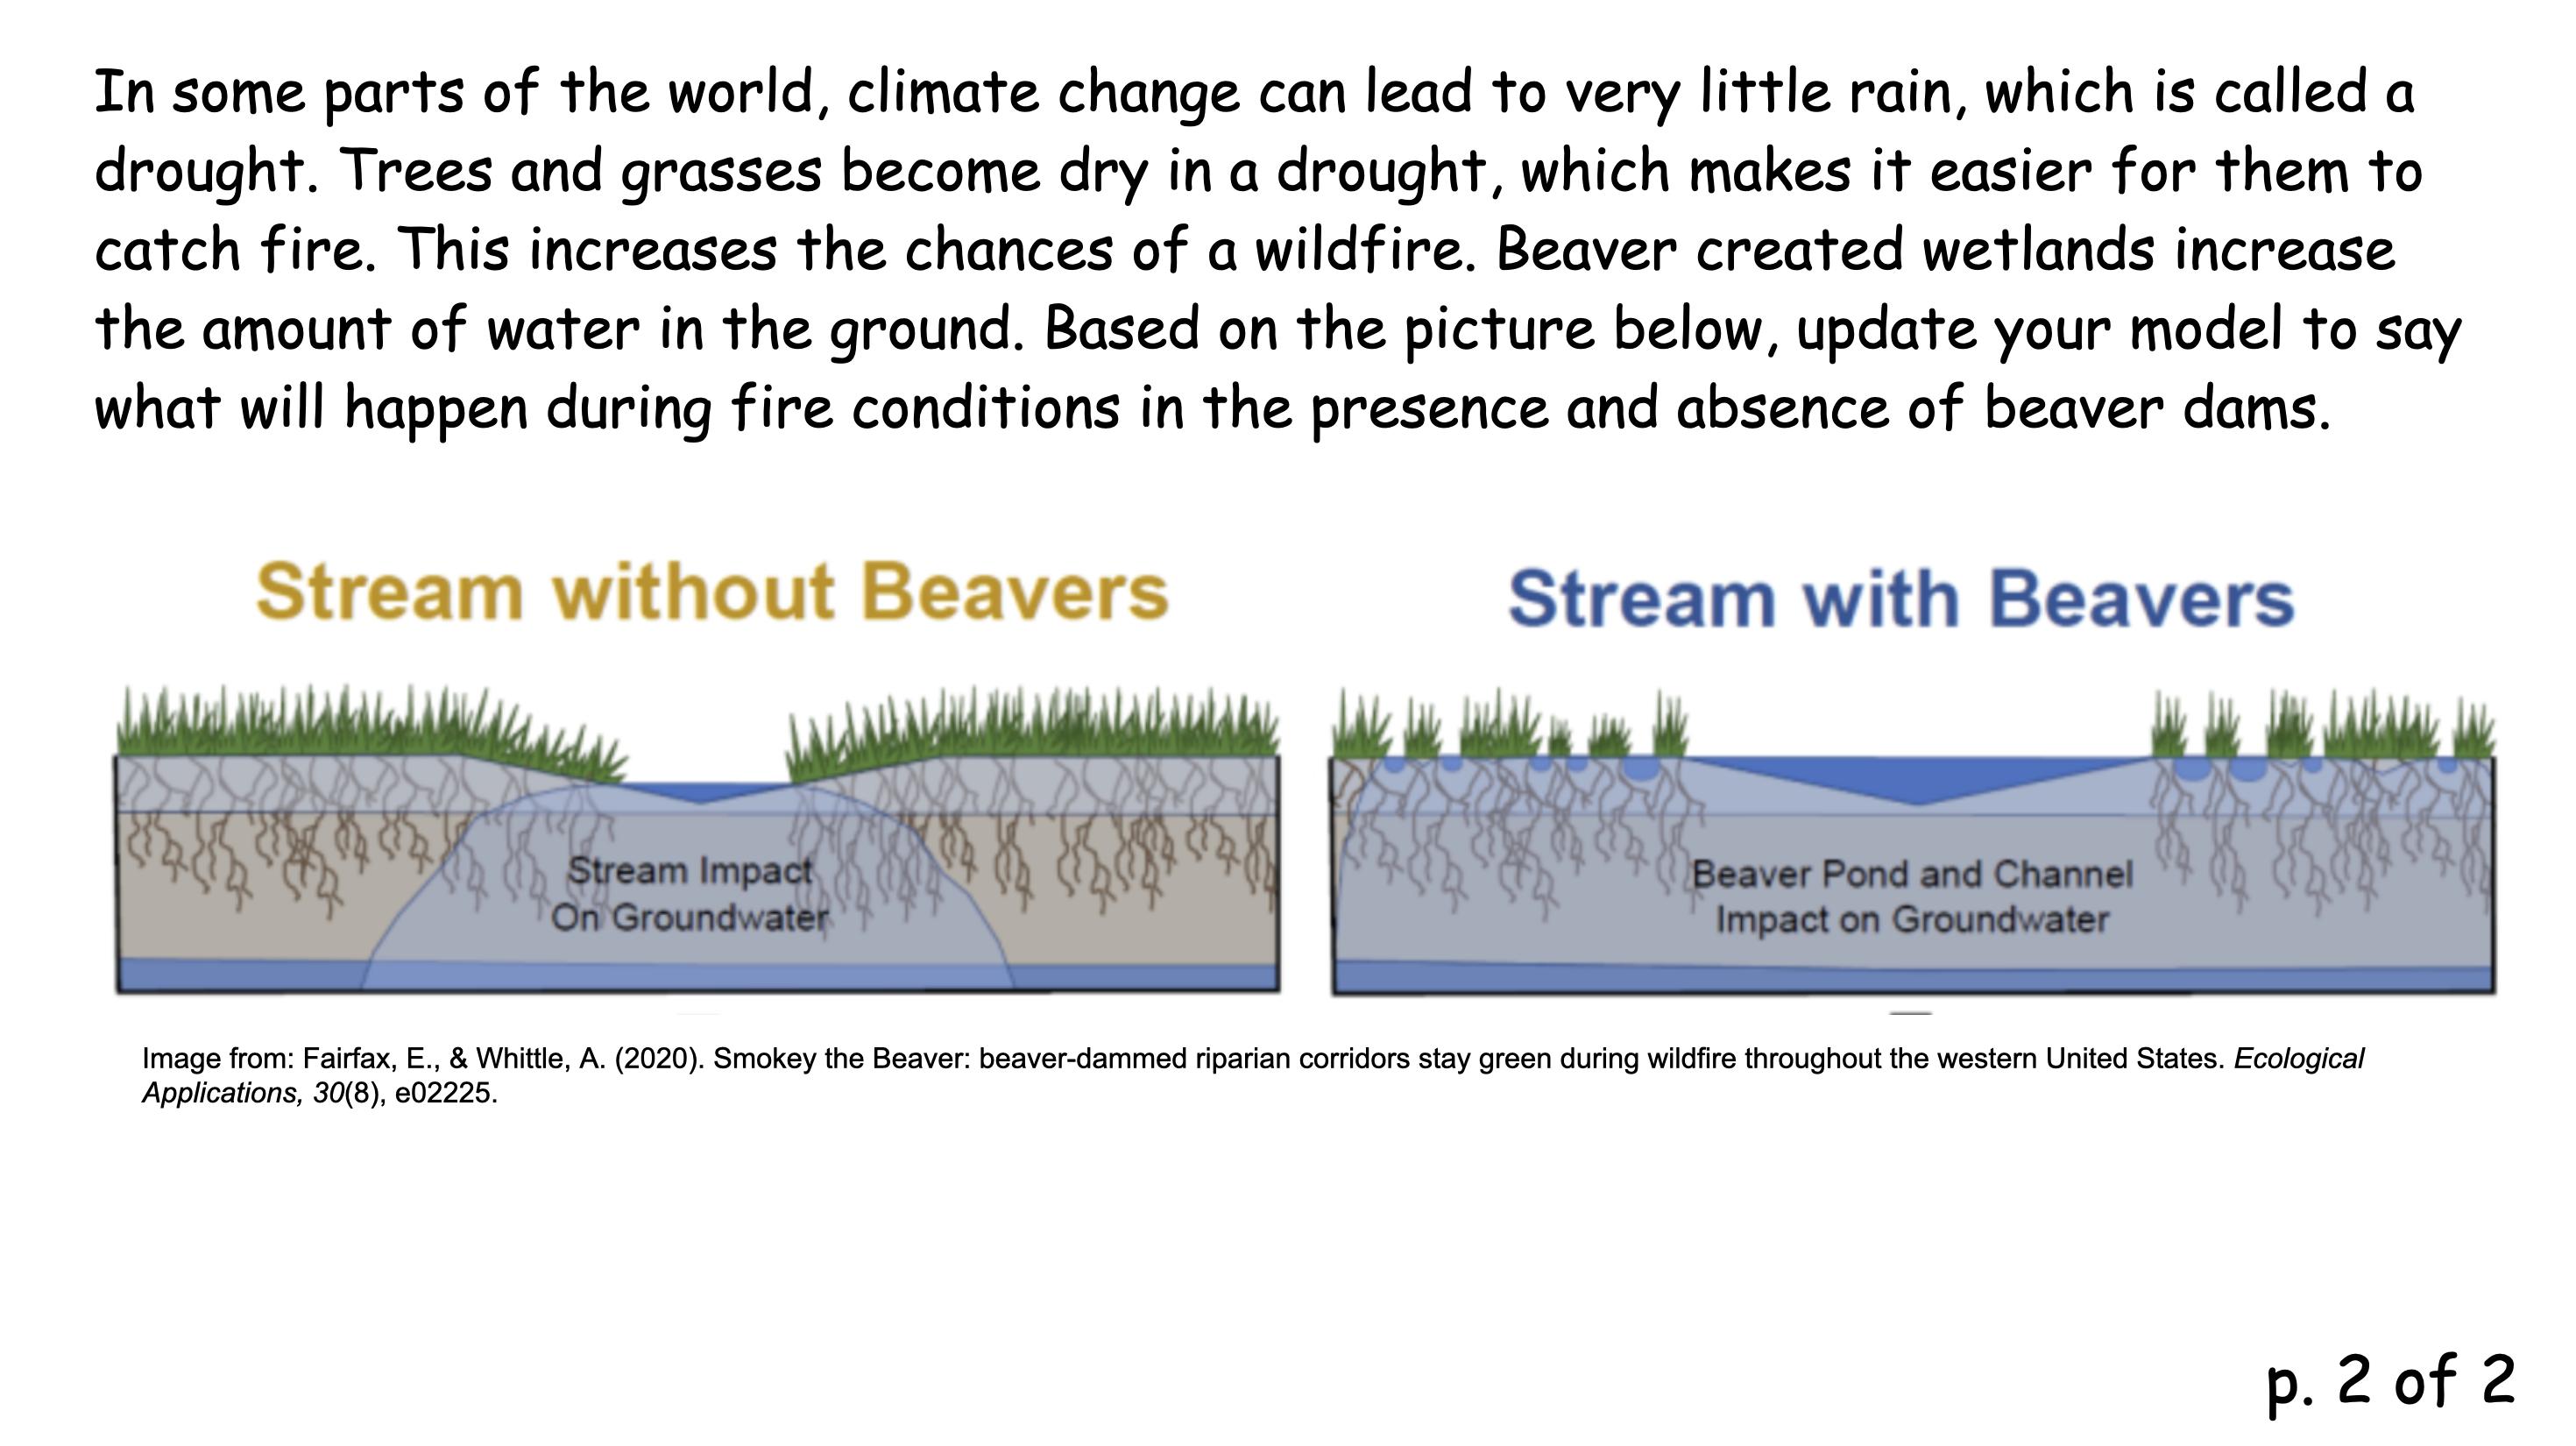 In some parts of the world, climate change can lead to very little rain, which is called a
drought. Trees and grasses become dry in a drought, which makes it easier for them to
catch fire. This increases the chances of a wildfire. Beaver created wetlands increase
the amount of water in the ground. Based on the picture below, update your model to say
what will happen during fire conditions in the presence and absence of beaver dams.
Stream without Beavers
Stream Impact
On Groundwater
Stream with Beavers
Beaver Pond and Channel
Impact on Groundwater
Image from: Fairfax, E., & Whittle, A. (2020). Smokey the Beaver: beaver-dammed riparian corridors stay green during wildfire throughout the western United States. Ecological
Applications, 30(8), e02225.
p. 2 of 2